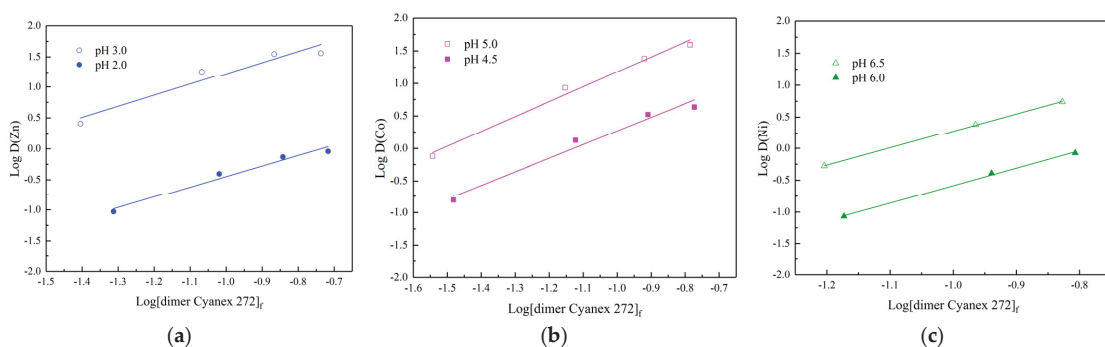 2.0
1.5
1.0
0.5
0.0
-0.5
-1.0
-1.5
2.0
Log D(Zn)
pH 3.0
pH 2.0
-1.5 -1.4 -1.3 -1.2 -1.1 -1.0 -0.9 -0.8 -0.7
Log[dimer Cyanex 272]f
(a)
2.0
1.5
1.0
0.5
0.0
-0.5
-1.0
-1.5
2.0
Log D(Co)
pH 5.0
pH 4.5
-1.6 -1.5 -1.4 -1.3 -1.2 -1.1 -1.0 -0.9 -0.8 -0.7
Log[dimer Cyanex 272]f
(b)
2.0
1.5
1.0
0.5
0.0
-0.5
-1.0
-1.5
-2.0
Log D(Ni)
pH 6.5
pH 6.0
-1.2 -1.1 -1.0 -0.9 -0.8
Log[dimer Cyanex 272]f
(c)